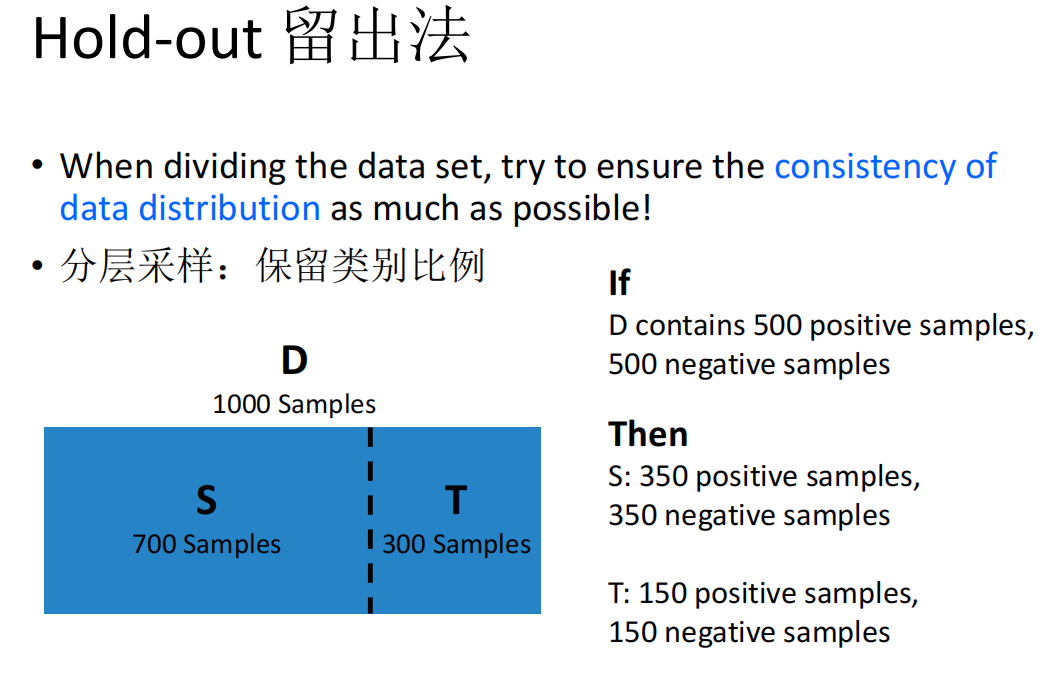 Hold-out 留出法
• When dividing the data set, try to ensure the consistency of
data distribution as much as possible!
• 分层采样：保留类别比例
D
1000 Samples
S
700 Samples
T
300 Samples
If
D contains 500 positive samples,
500 negative samples
Then
S: 350 positive samples,
350 negative samples
T: 150 positive samples,
150 negative samples